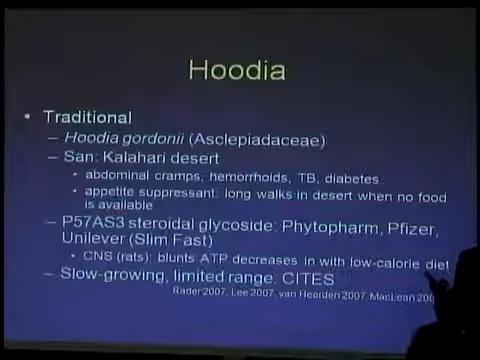 Hoodia
• Traditional
– Hoodia gordonii (Asclepiadaceae)
– San: Kalahari desert
• abdominal cramps, hemorrhoids, TB, diabetes
• appetite suppressant: long walks in desert when no food
is available
– P57AS3 steroidal glycoside: Phytopharm, Pfizer,
Unilever (Slim Fast)
• CNS (rats): blunts ATP decreases in with low-calorie diet
– Slow-growing, limited range: CITES
Rader 2007, Lee 2007, van Heerden 2007, MacLean